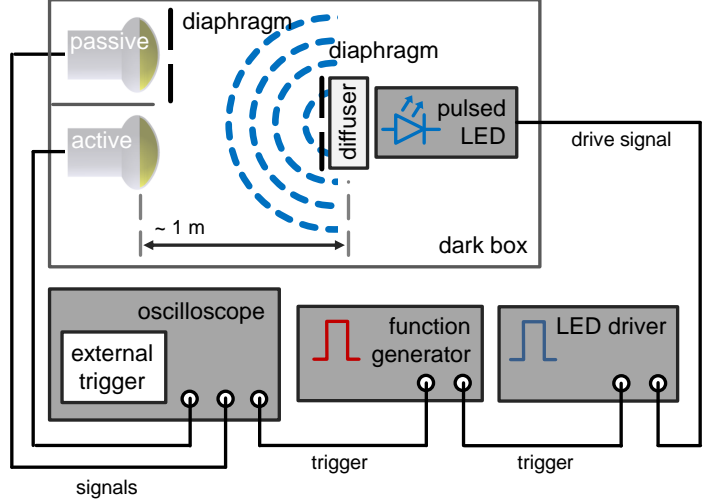 passive
diaphragm
diaphragm
active
diffuser
pulsed
LED
drive signal
~ 1 m
dark box
oscilloscope
external
trigger
function
generator
LED driver
trigger
trigger
signals